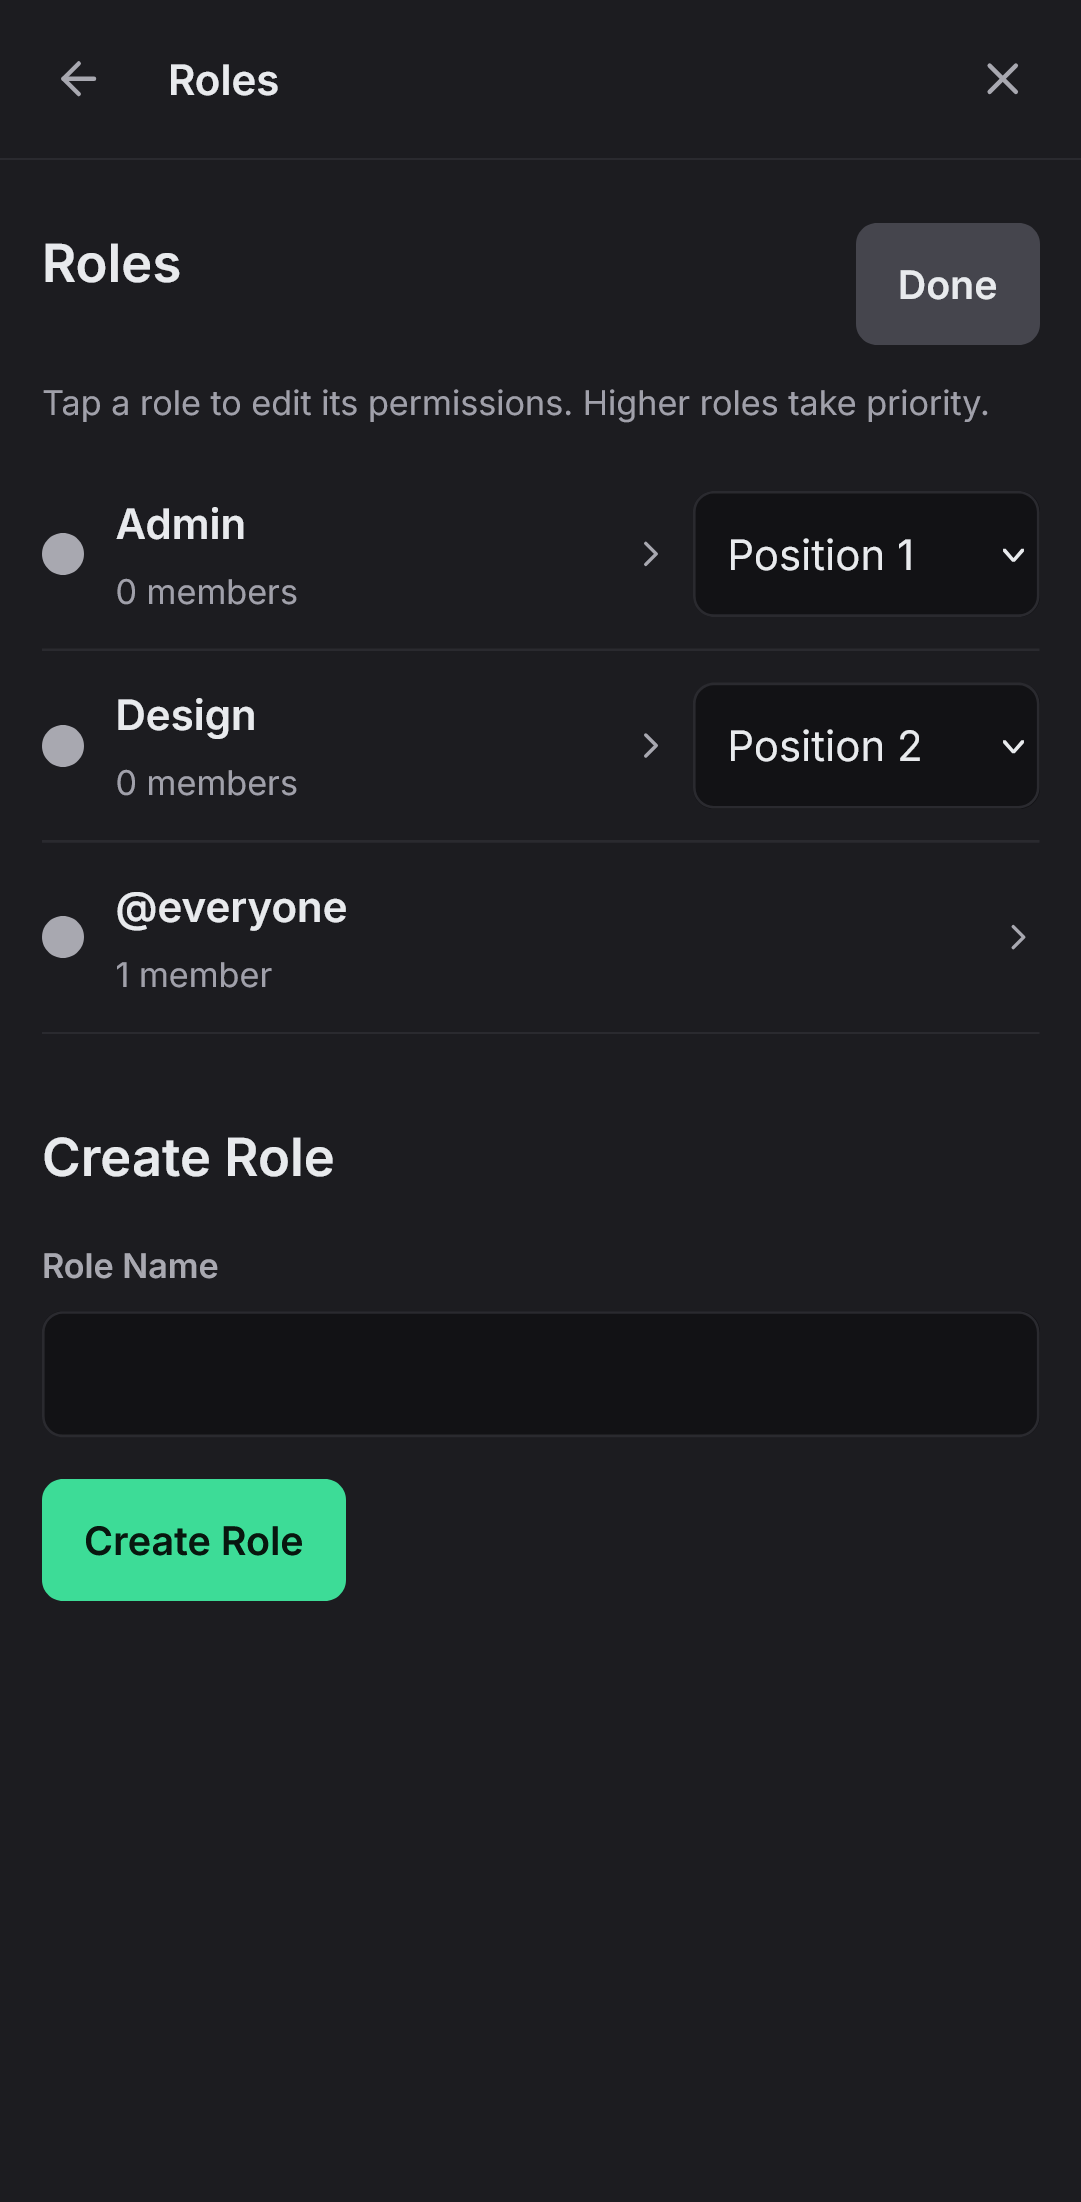 Roles
Roles
Done
Tap a role to edit its permissions. Higher roles take priority.
Admin
0 members
Position 1
Design
0 members
Position 2
@everyone
1 member
Create Role
Role Name
Create Role